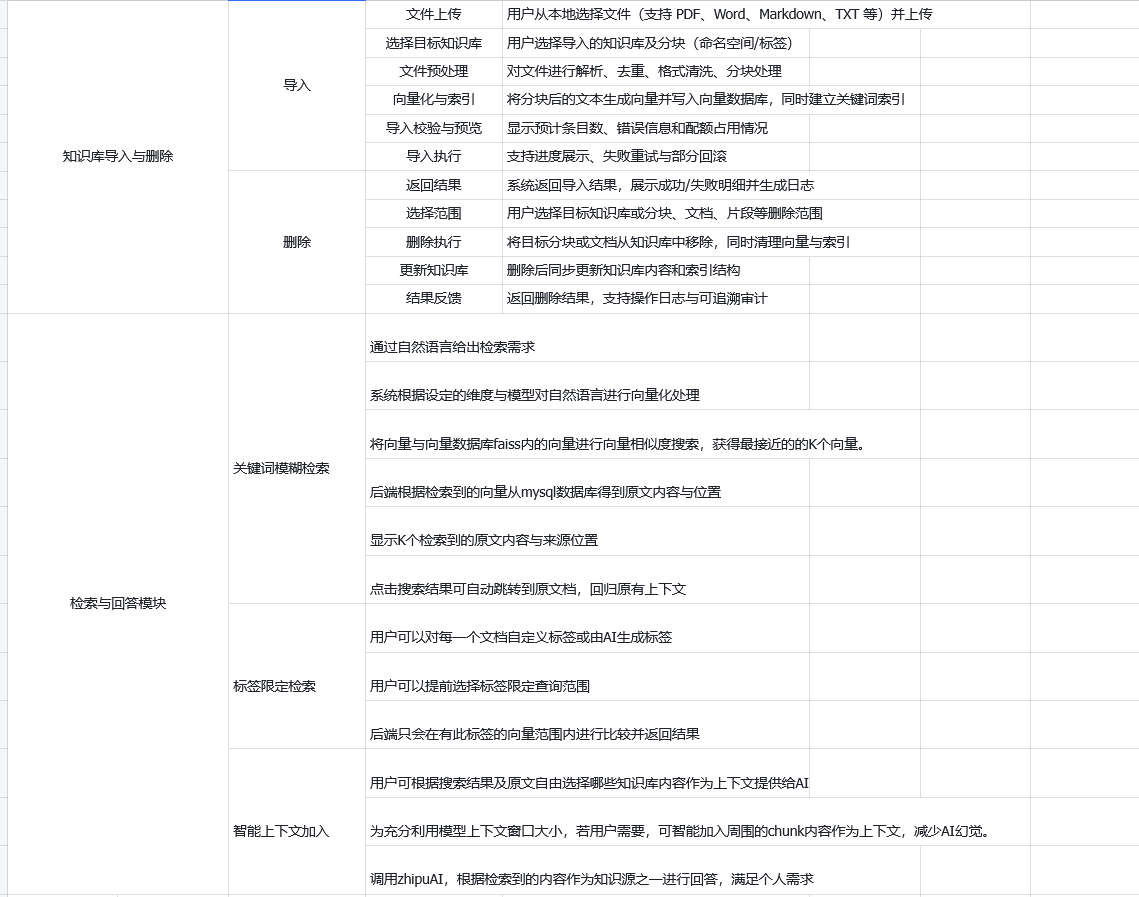 文件上传 用户从本地选择文件（支持 PDF、Word、Markdown、TXT 等）并上传
选择目标知识库 用户选择导入的知识库及分块（命名空间/标签）
文件预处理 对文件进行解析、去重、格式清洗、分块处理
导入
向量化与索引 将分块后的文本生成向量并写入向量数据库，同时建立关键词索引
导入校验与预览 显示预计条目数、错误信息和配额占用情况
知识库导入与删除
导入执行 支持进度展示、失败重试与部分回滚
返回结果 系统返回导入结果，展示成功/失败明细并生成日志
选择范围 用户选择目标知识库或分块、文档、片段等删除范围
删除
删除执行 将目标分块或文档从知识库中移除，同时清理向量与索引
更新知识库 删除后同步更新知识库内容和索引结构
结果反馈 返回删除结果，支持操作日志与可追溯审计
通过自然语言给出检索需求
系统根据设定的维度与模型对自然语言进行向量化处理
将向量与向量数据库faiss内的向量进行向量相似度搜索，获得最接近的的K个向量。
关键词模糊检索
后端根据检索到的向量从mysql数据库得到原文内容与位置
显示K个检索到的原文内容与来源位置
点击搜索结果可自动跳转到原文档，回归原有上下文
检索与回答模块
用户可以对每一个文档自定义标签或由AI生成标签
标签限定检索
用户可以提前选择标签限定查询范围
后端只会在有此标签的向量范围内进行比较并返回结果
用户可根据搜索结果及原文自由选择哪些知识库内容作为上下文提供给AI
智能上下文加入
为充分利用模型上下文窗口大小，若用户需要，可智能加入周围的chunk内容作为上下文，减少AI幻觉。
调用zhipuAI，根据检索到的内容作为知识源之一进行回答，满足个人需求